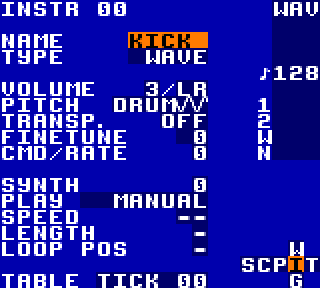 INSTR 00 WAV
NAME KICK
TYPE WAVE
♪128
VOLUME 3/LR
PITCH DRUM 1
TRANSP. OFF 2
FINETUNE 0 W
CMD/RATE 0 N
SYNTH 0
PLAY MANUAL
SPEED --
LENGTH -
LOOP POS - W
SCPIT
TABLE TICK 00 G